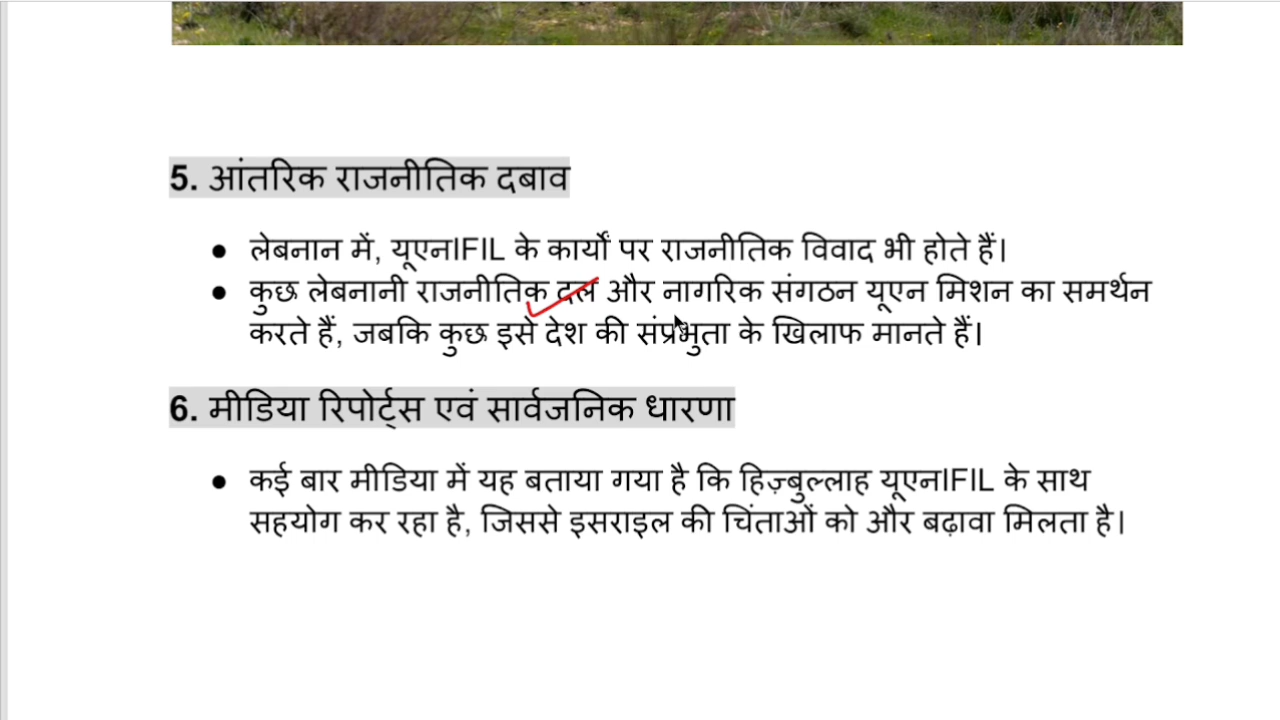 5. आंतरिक राजनीतिक दबाव
● लेबनान में, यूएनIFIL के कार्यों पर राजनीतिक विवाद भी होते हैं।
● कुछ लेबनानी राजनीतिक दल और नागरिक संगठन यूएन मिशन का समर्थन
करते हैं, जबकि कुछ इसे देश की संप्रभुता के खिलाफ मानते हैं।
6. मीडिया रिपोर्ट्स एवं सार्वजनिक धारणा
● कई बार मीडिया में यह बताया गया है कि हिज़्बुल्लाह यूएनIFIL के साथ
सहयोग कर रहा है, जिससे इसराइल की चिंताओं को और बढ़ावा मिलता है।